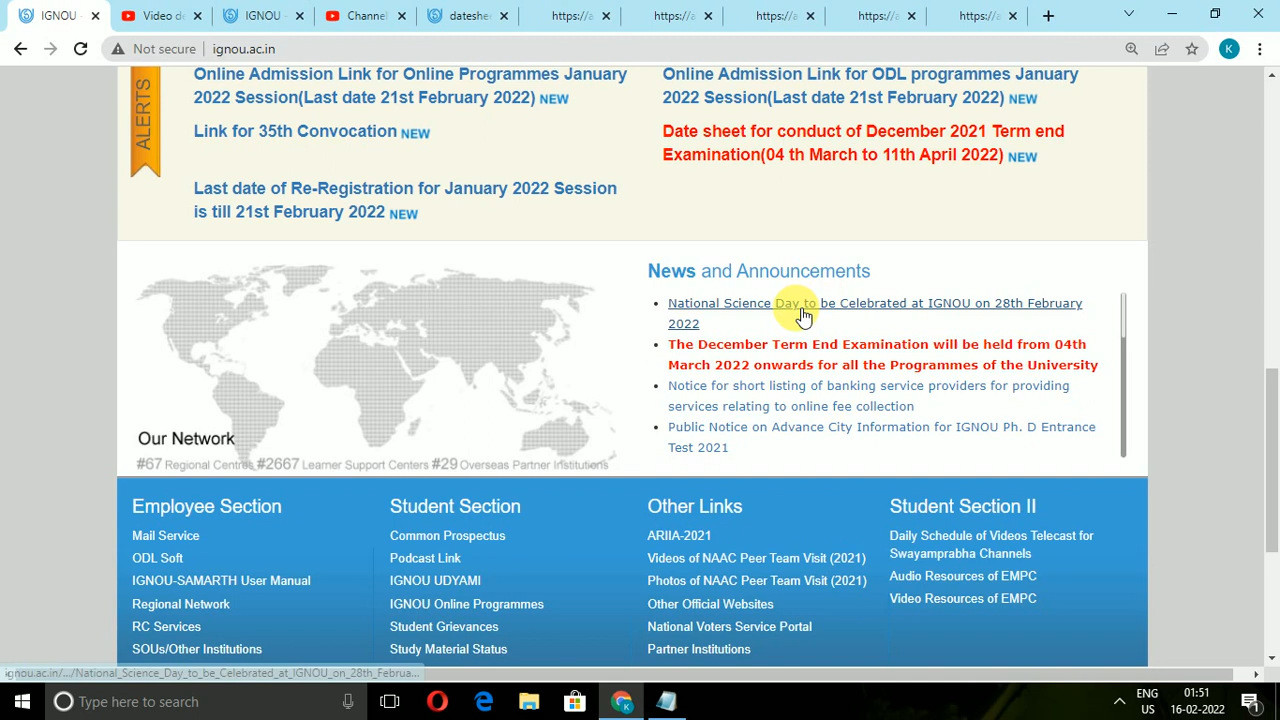 IGNOU -
Video de
IGNOU -
Channel
dateshee
https://a
https://a
https://a
https://a
https://a
Not secure
ignou.ac.in
K
ALERTS
Online Admission Link for Online Programmes January
2022 Session(Last date 21st February 2022) NEW
Link for 35th Convocation NEW
Last date of Re-Registration for January 2022 Session
is till 21st February 2022 NEW
Online Admission Link for ODL programmes January
2022 Session(Last date 21st February 2022) NEW
Date sheet for conduct of December 2021 Term end
Examination(04 th March to 11th April 2022) NEW
Our Network
#67 Regional Centres #2667 Learner Support Centers #29 Overseas Partner Institutions
News and Announcements
National Science Day to be Celebrated at IGNOU on 28th February
2022
The December Term End Examination will be held from 04th
March 2022 onwards for all the Programmes of the University
Notice for short listing of banking service providers for providing
services relating to online fee collection
Public Notice on Advance City Information for IGNOU Ph. D Entrance
Test 2021
Employee Section
Mail Service
ODL Soft
IGNOU-SAMARTH User Manual
Regional Network
RC Services
SOUs/Other Institutions
Student Section
Common Prospectus
Podcast Link
IGNOU UDYAMI
IGNOU Online Programmes
Student Grievances
Study Material Status
Other Links
ARIIA-2021
Videos of NAAC Peer Team Visit (2021)
Photos of NAAC Peer Team Visit (2021)
Other Official Websites
National Voters Service Portal
Partner Institutions
Student Section II
Daily Schedule of Videos Telecast for
Swayamprabha Channels
Audio Resources of EMPC
Video Resources of EMPC
ignou.ac.in/.../National_Science_Day_to_be_Celebrated_at_IGNOU_on_28th_Februa...
Type here to search
K
ENG
US
01:51
16-02-2022
1